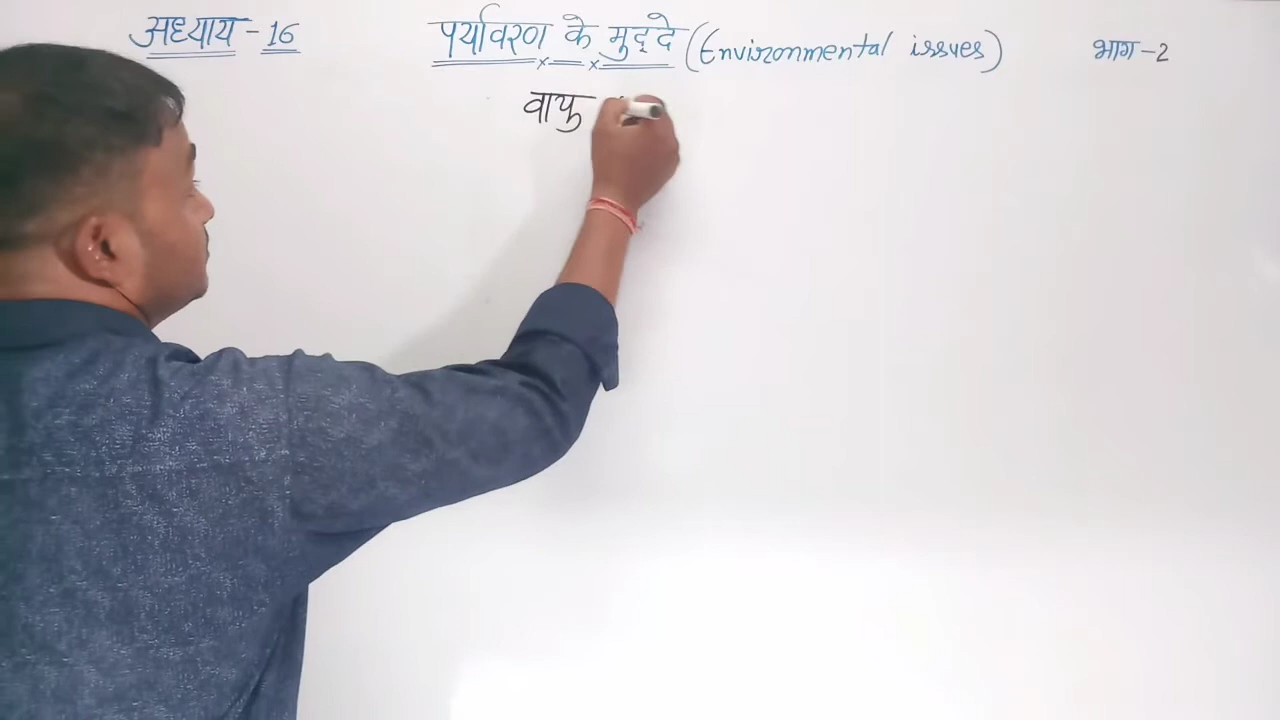 अध्याय - 16 पर्यावरण के मुद्दे (Environmental issues) भाग - 2
वायु